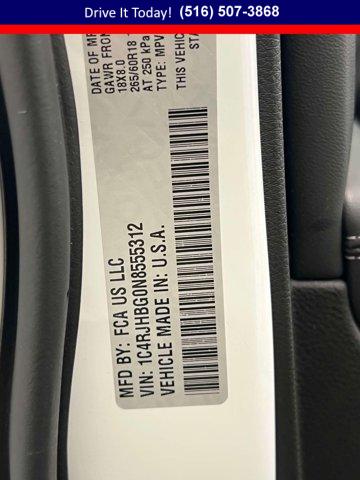 Drive It Today! (516) 507-3868
MFD BY: FCA US LLC
VIN: 1C4RJHBG0N8555312
VEHICLE MADE IN: U.S.A.
DATE OF MF
GAWR FRON
18X8.0
265/60R18
AT 250 kPa
TYPE: MPV
THIS VEHIC
STA